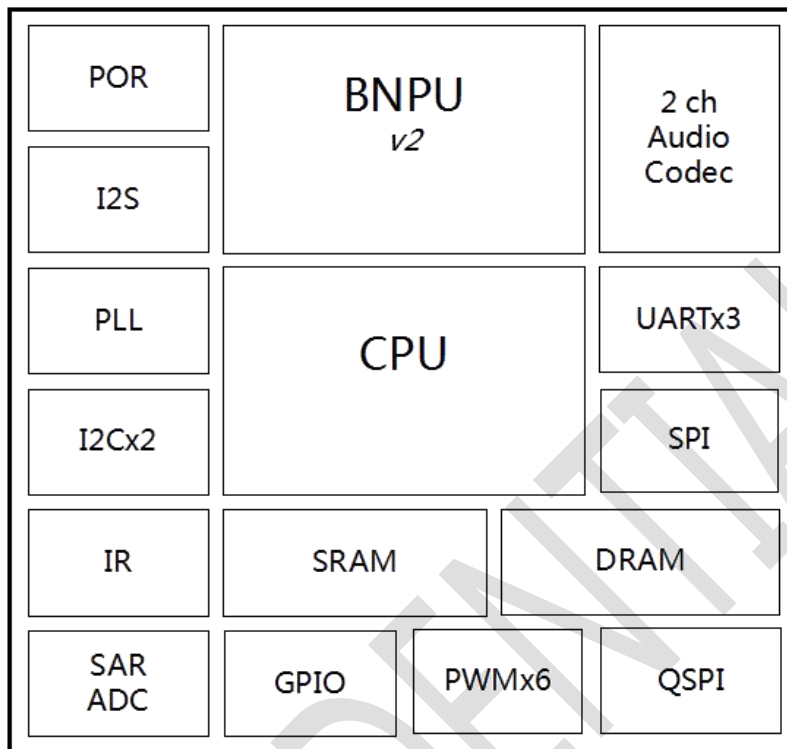 POR
BNPU
v2
2 ch
Audio
Codec
I2S
PLL
CPU
UARTx3
I2Cx2
SPI
IR
SRAM
DRAM
SAR
ADC
GPIO
PWMx6
QSPI